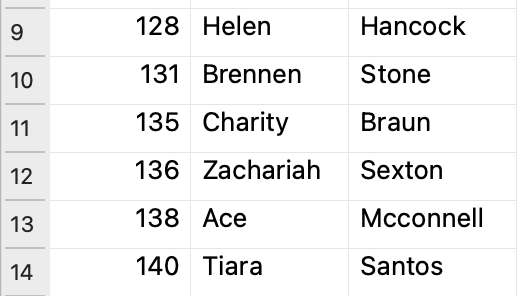 9 128 Helen Hancock
10 131 Brennen Stone
11 135 Charity Braun
12 136 Zachariah Sexton
13 138 Ace Mcconnell
14 140 Tiara Santos